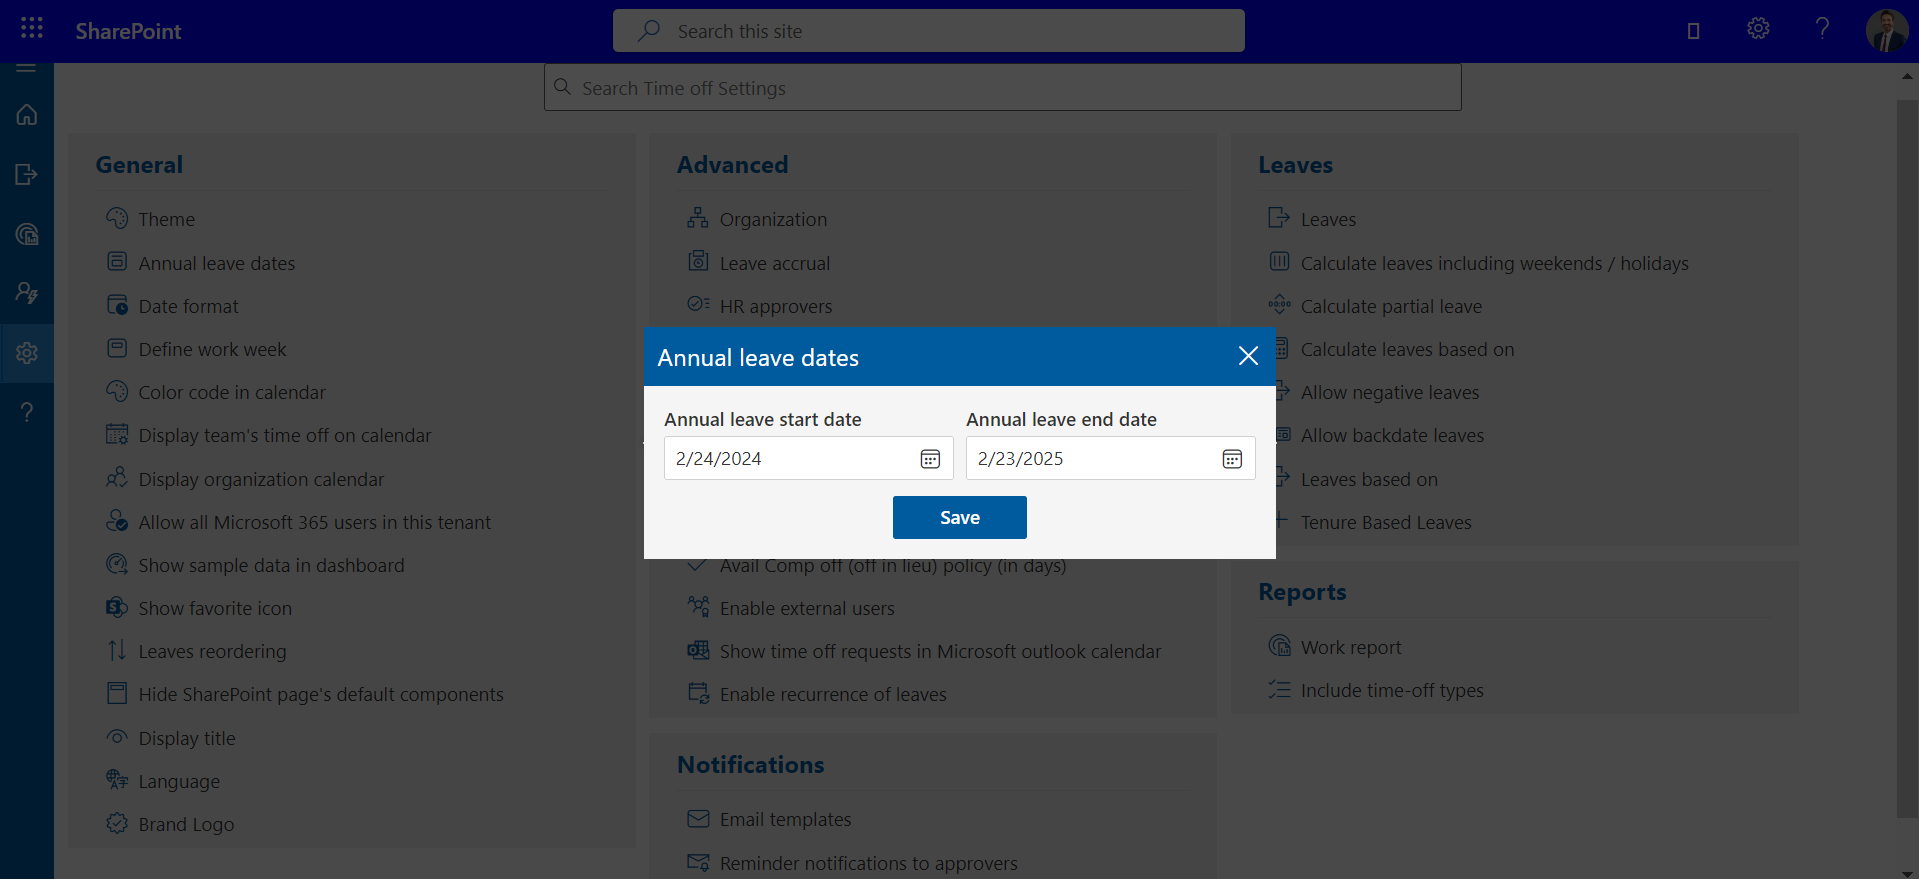 SharePoint
Search this site
Search Time off Settings
General
Theme
Annual leave dates
Date format
Define work week
Color code in calendar
Display team's time off on calendar
Display organization calendar
Allow all Microsoft 365 users in this tenant
Show sample data in dashboard
Show favorite icon
Leaves reordering
Hide SharePoint page's default components
Display title
Language
Brand Logo
Advanced
Organization
Leave accrual
HR approvers
Annual leave dates
Annual leave start date
Annual leave end date
2/24/2024
2/23/2025
Save
Avail Comp off (off in lieu) policy (in days)
Enable external users
Show time off requests in Microsoft outlook calendar
Enable recurrence of leaves
Notifications
Email templates
Reminder notifications to approvers
Leaves
Leaves
Calculate leaves including weekends / holidays
Calculate partial leave
Calculate leaves based on
Allow negative leaves
Allow backdate leaves
Leaves based on
Tenure Based Leaves
Reports
Work report
Include time-off types